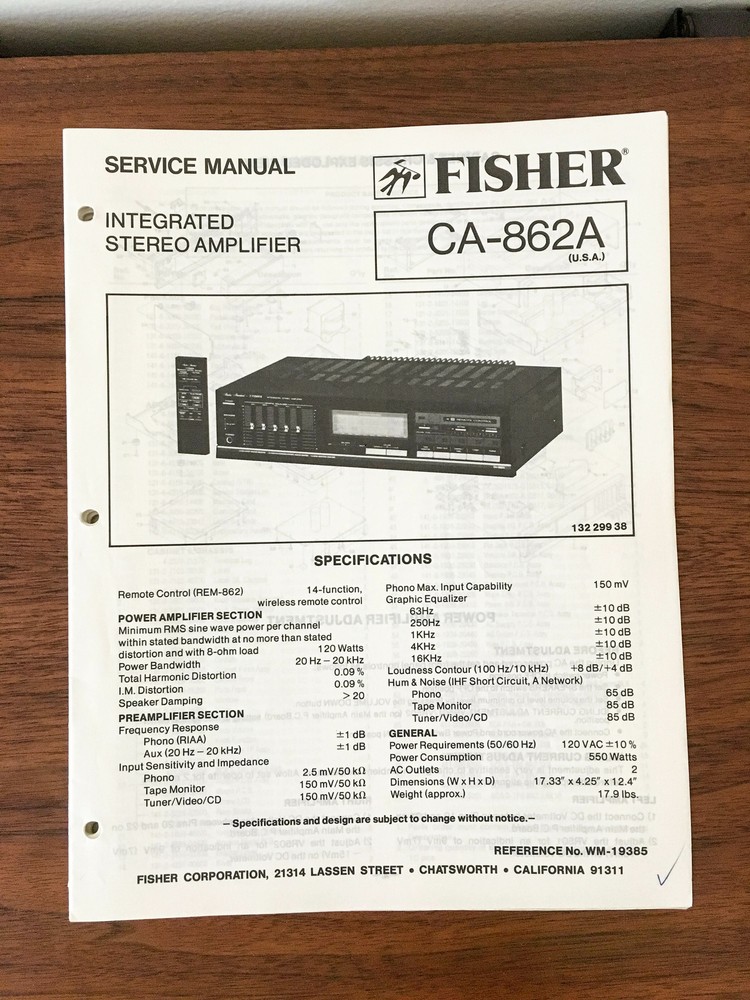 SERVICE MANUAL
FISHER®
INTEGRATED
STEREO AMPLIFIER
CA-862A
(U.S.A.)
132 299 38
SPECIFICATIONS
Remote Control (REM-862) 14-function,
wireless remote control
POWER AMPLIFIER SECTION
Minimum RMS sine wave power per channel
within stated bandwidth at no more than stated
distortion and with 8-ohm load 120 Watts
Power Bandwidth 20 Hz – 20 kHz
Total Harmonic Distortion 0.09 %
I.M. Distortion 0.09 %
Speaker Damping > 20
PREAMPLIFIER SECTION
Frequency Response
Phono (RIAA) ±1 dB
Aux (20 Hz – 20 kHz) ±1 dB
Input Sensitivity and Impedance
Phono 2.5 mV/50 kΩ
Tape Monitor 150 mV/50 kΩ
Tuner/Video/CD 150 mV/50 kΩ
Phono Max. Input Capability 150 mV
Graphic Equalizer
63Hz ±10 dB
250Hz ±10 dB
1KHz ±10 dB
4KHz ±10 dB
16KHz ±10 dB
Loudness Contour (100 Hz/10 kHz) +8 dB/+4 dB
Hum & Noise (IHF Short Circuit, A Network)
Phono 65 dB
Tape Monitor 85 dB
Tuner/Video/CD 85 dB
GENERAL
Power Requirements (50/60 Hz) 120 VAC ±10 %
Power Consumption 550 Watts
AC Outlets 2
Dimensions (W x H x D) 17.33" x 4.25" x 12.4"
Weight (approx.) 17.9 lbs.
– Specifications and design are subject to change without notice. –
REFERENCE No. WM-19385
FISHER CORPORATION, 21314 LASSEN STREET • CHATSWORTH • CALIFORNIA 91311